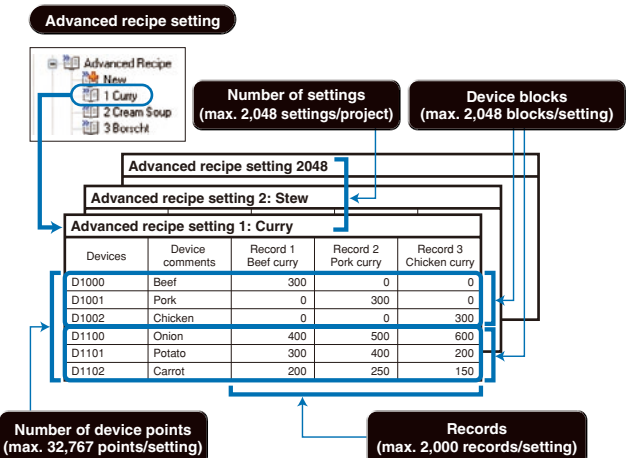 Advanced recipe setting
Advanced Recipe
New
1 Curry
2 Cream Soup
3 Borscht
Number of settings
(max. 2,048 settings/project)
Device blocks
(max. 2,048 blocks/setting)
Advanced recipe setting 2048
Advanced recipe setting 2: Stew
Advanced recipe setting 1: Curry
Devices Device comments Record 1 Beef curry Record 2 Pork curry Record 3 Chicken curry
D1000 Beef 300 0 0
D1001 Pork 0 300 0
D1002 Chicken 0 0 300
D1100 Onion 400 500 600
D1101 Potato 300 400 200
D1102 Carrot 200 250 150
Number of device points
(max. 32,767 points/setting)
Records
(max. 2,000 records/setting)